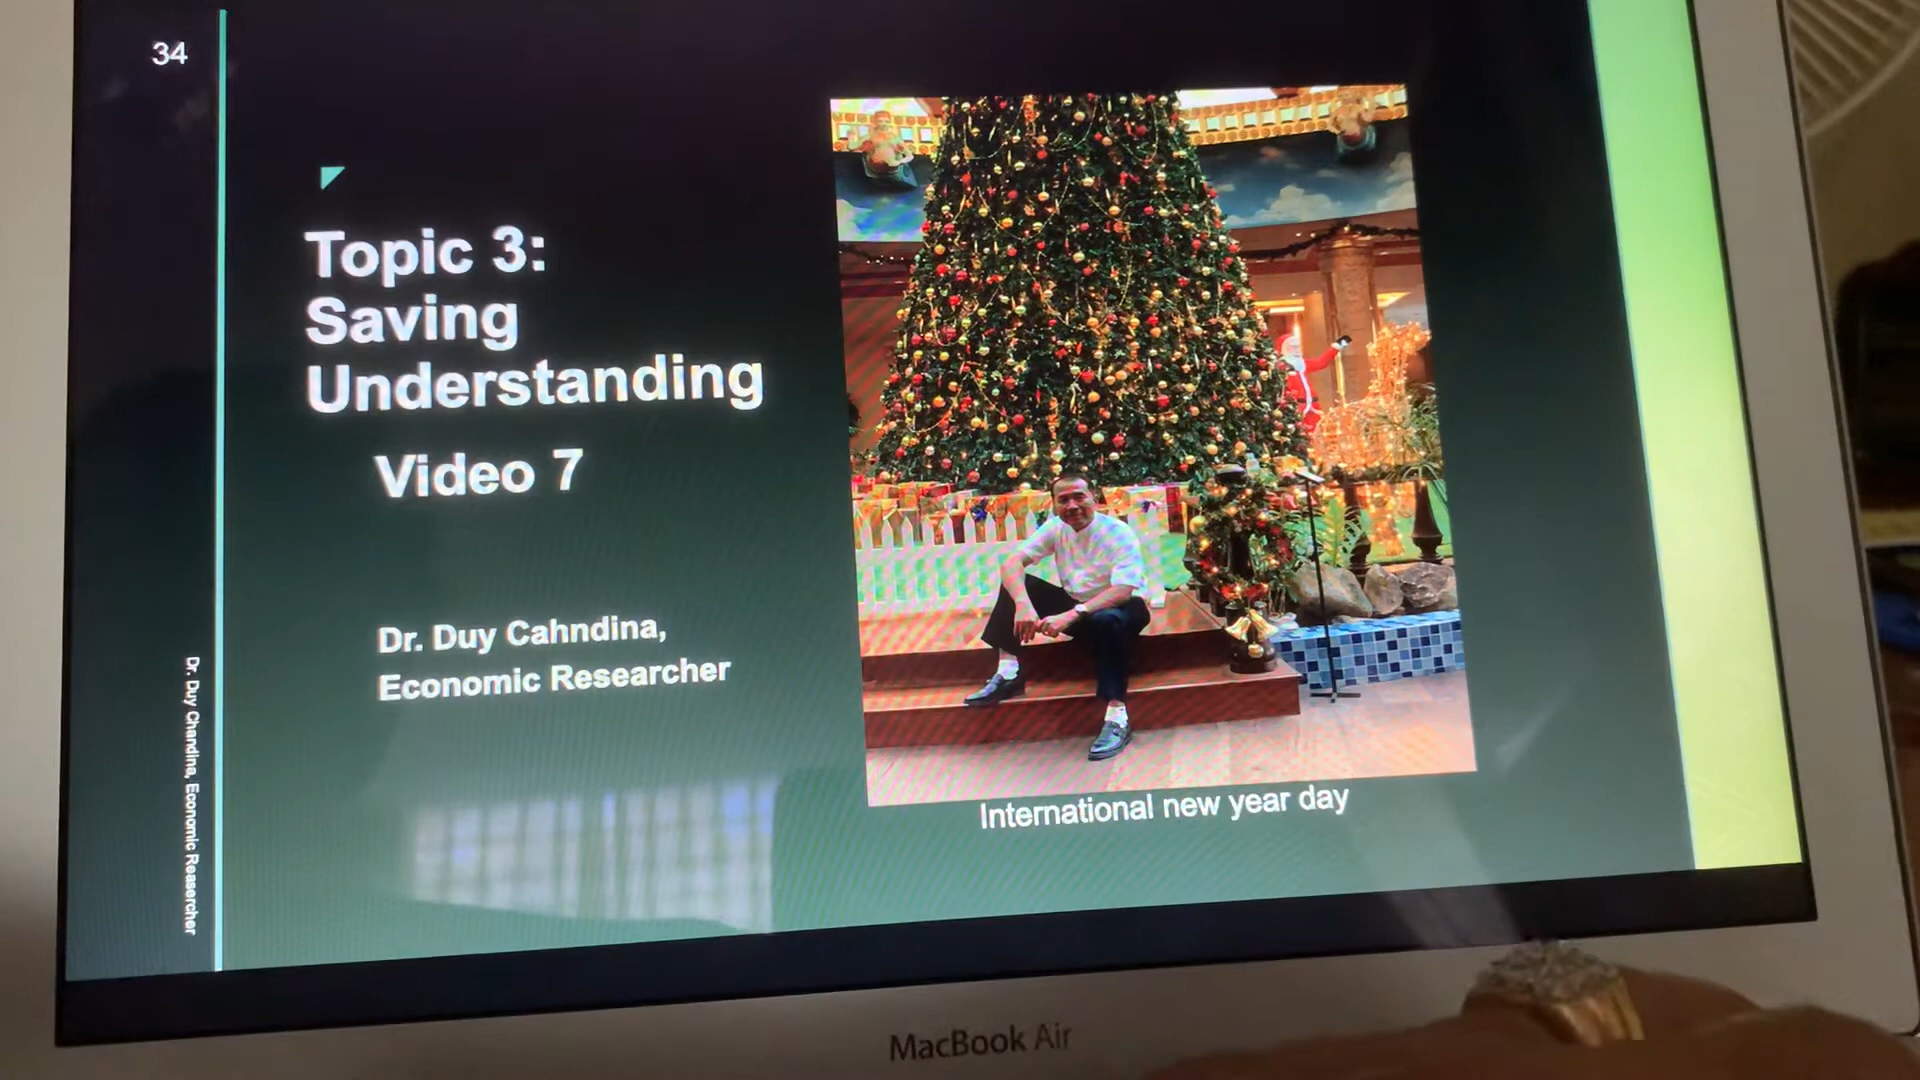 34
Topic 3:
Saving
Understanding
Video 7
Dr. Duy Cahndina,
Economic Researcher
International new year day
Dr. Duy Chandina, Economic Reasercher
MacBook Air